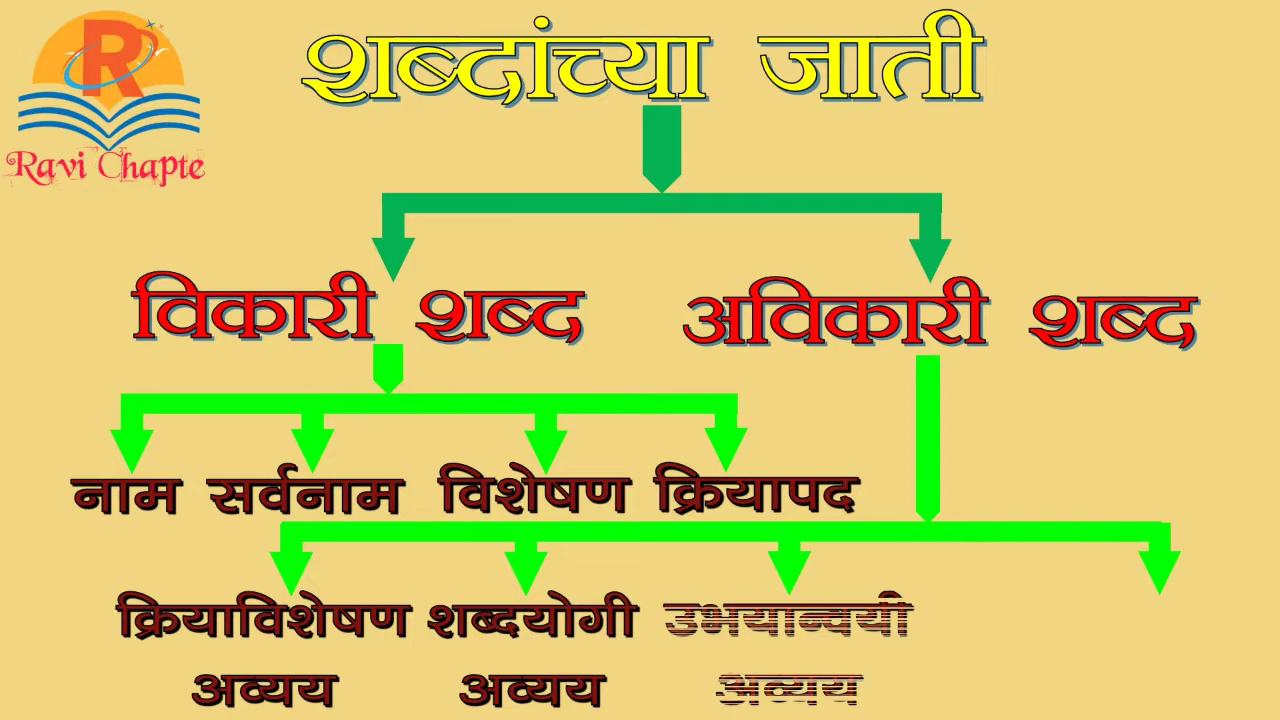 शब्दांच्या जाती
Ravi Chapte
विकारी शब्द अविकारी शब्द
नाम सर्वनाम विशेषण क्रियापद
क्रियाविशेषण शब्दयोगी उभयान्वयी
अव्यय अव्यय अव्यय